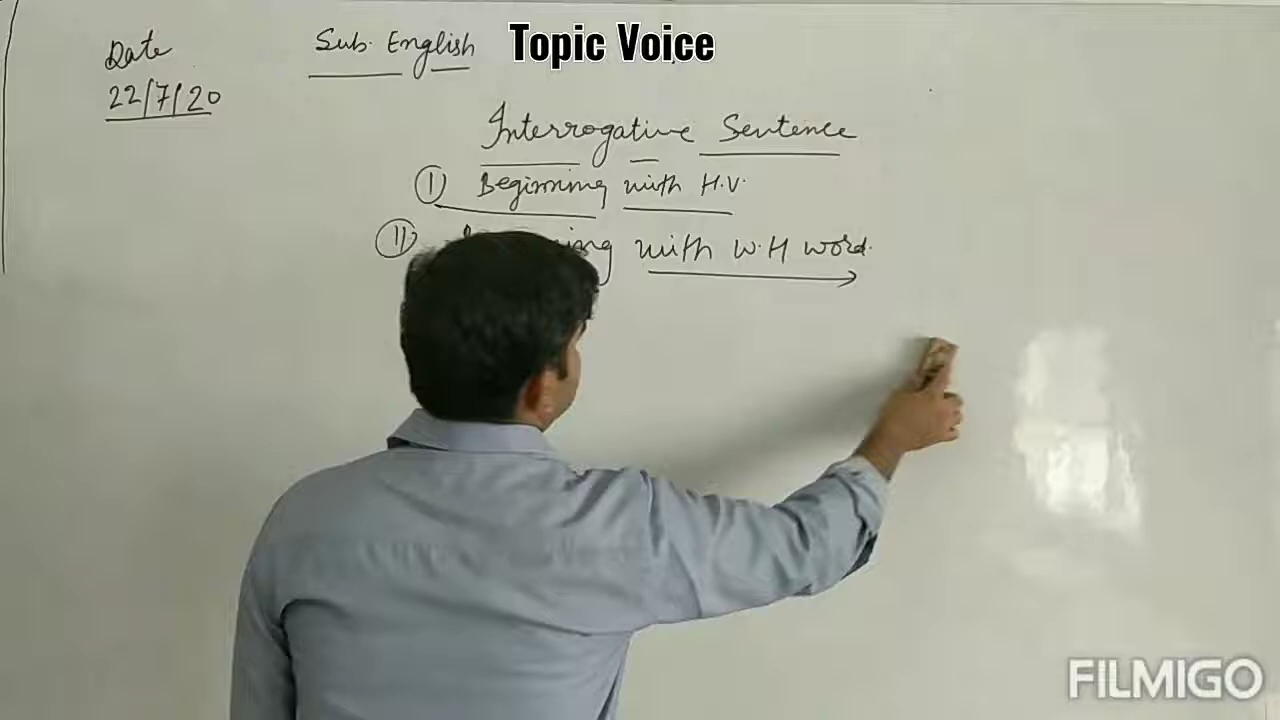 Date
22/7/20
Sub. English
Topic Voice
Interrogative Sentence
I Beginning with H.V.
II with W.H word.
FILMIGO